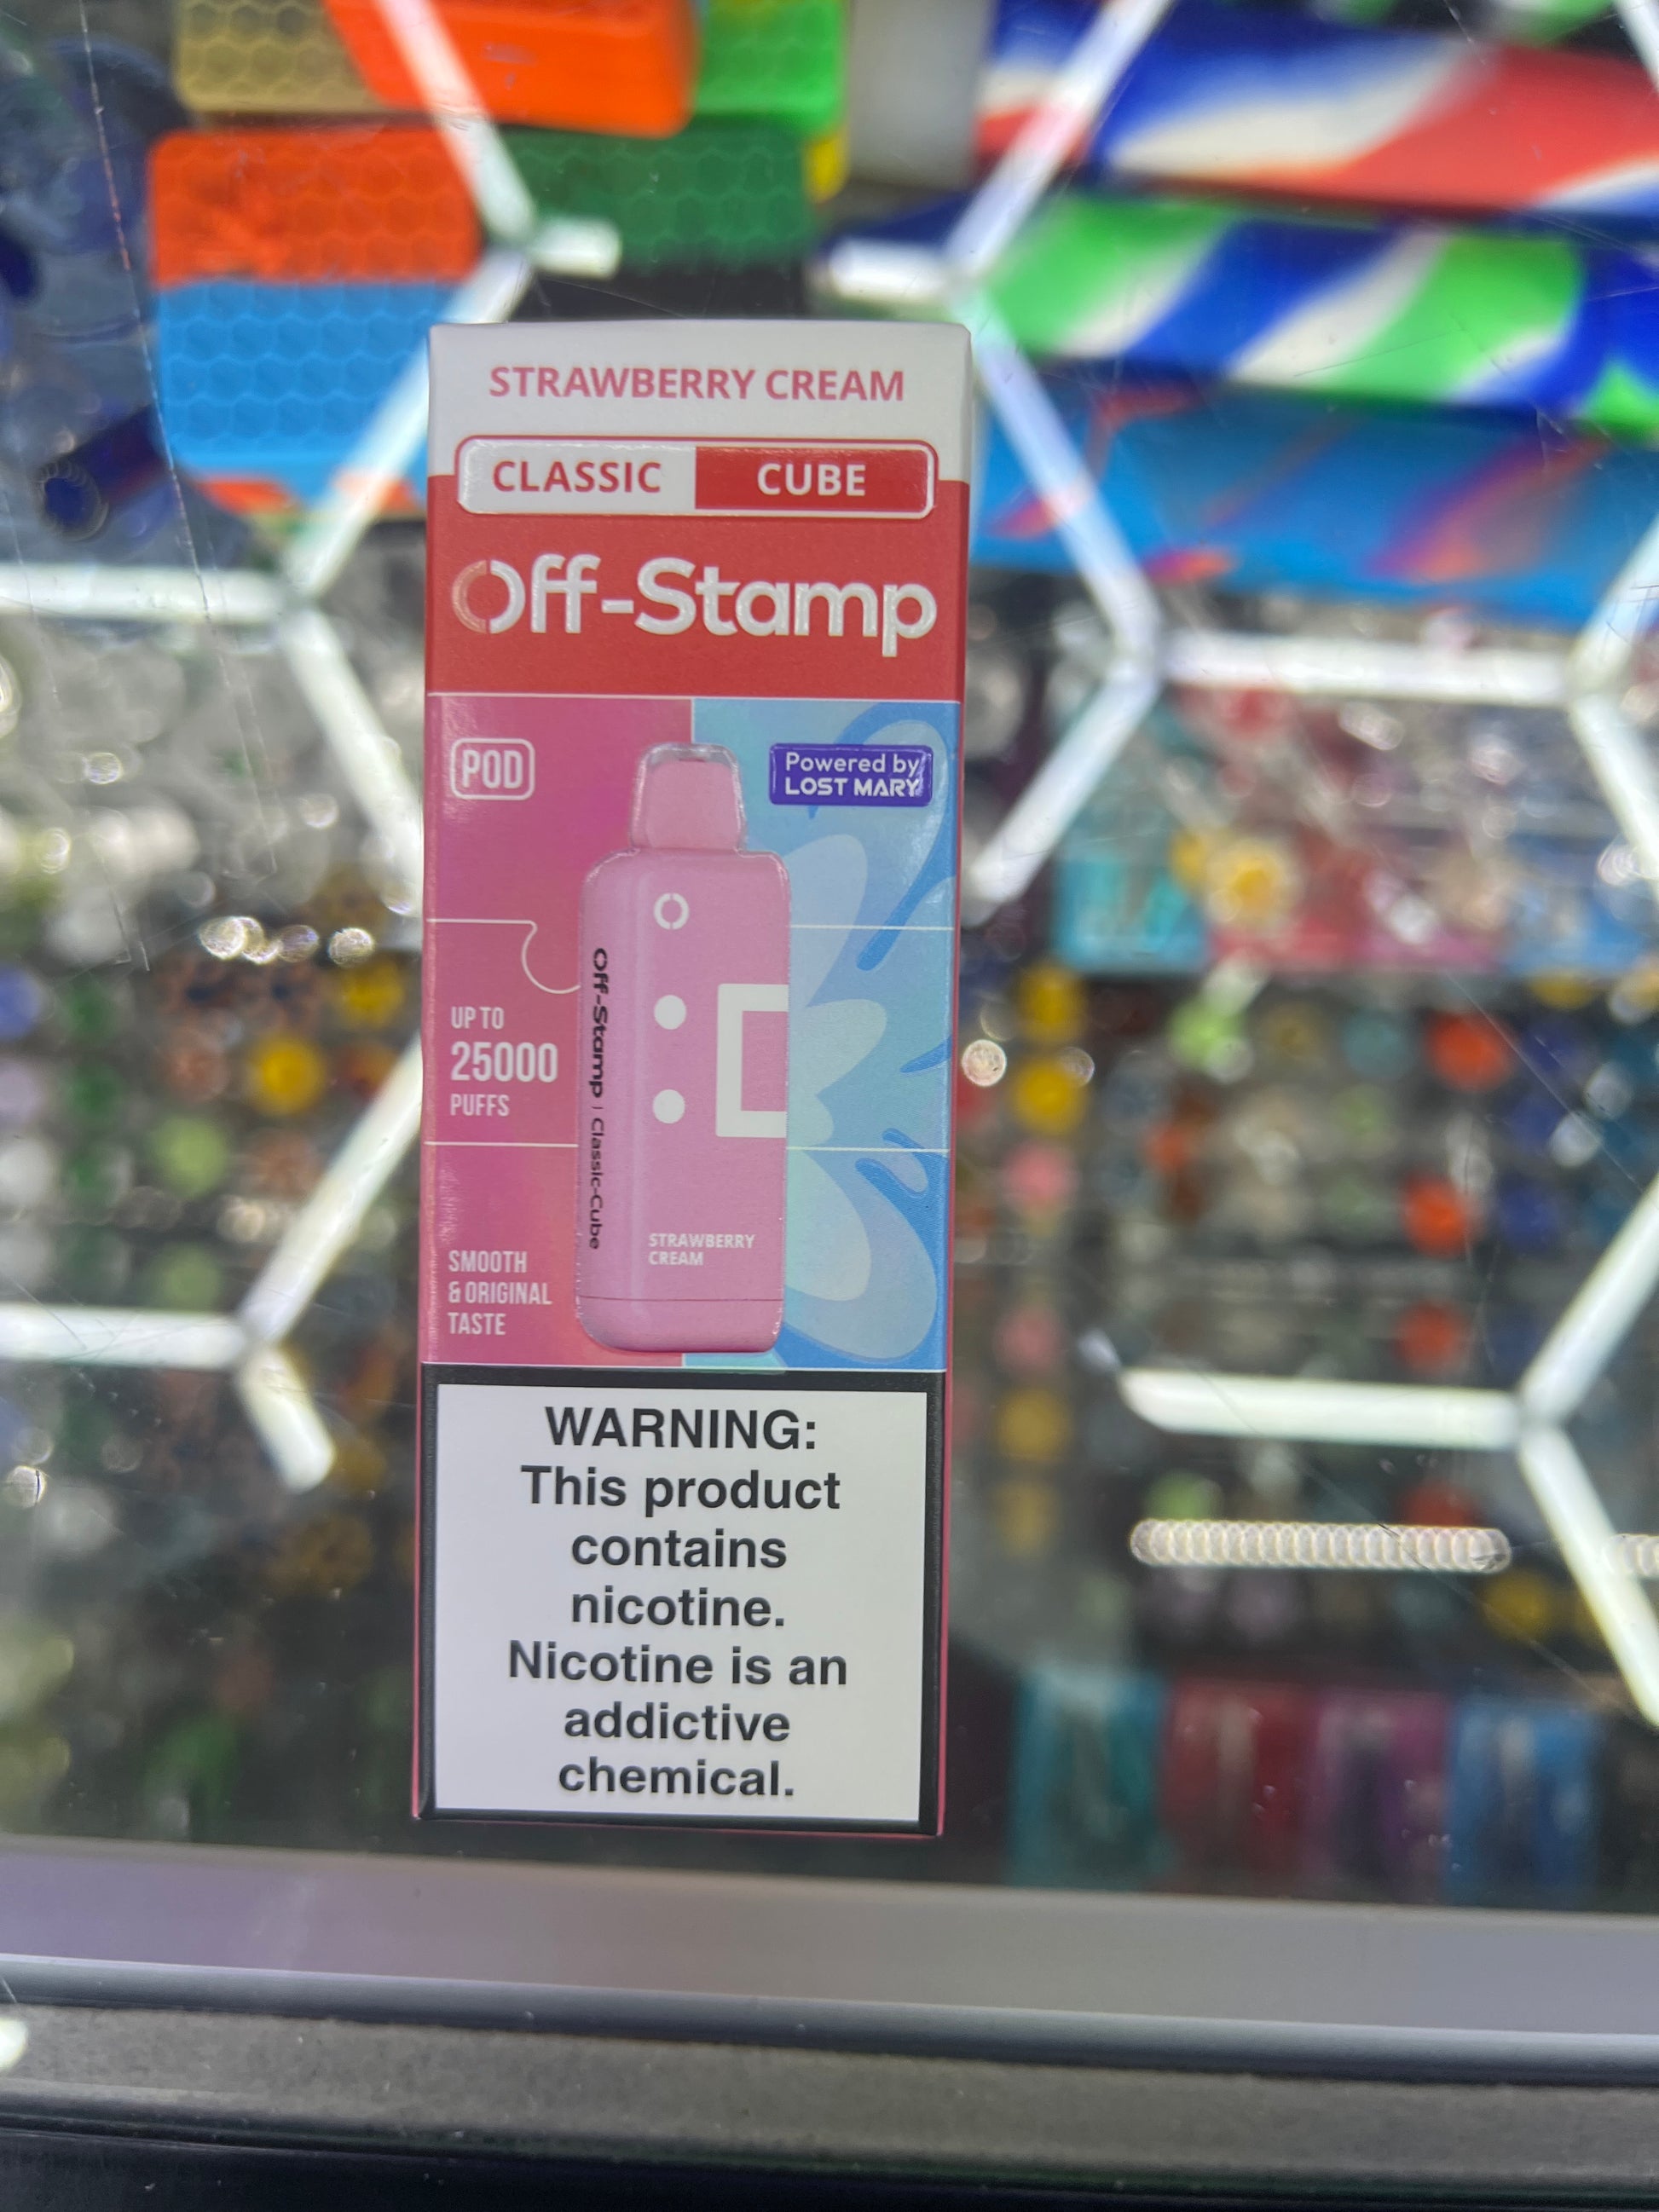 STRAWBERRY CREAM
CLASSIC CUBE
Off-Stamp
POD
Powered by
LOST MARY
UP TO
25000
PUFFS
SMOOTH
& ORIGINAL
TASTE
Off-Stamp | Classic-Cube
STRAWBERRY
CREAM
WARNING:
This product
contains
nicotine.
Nicotine is an
addictive
chemical.